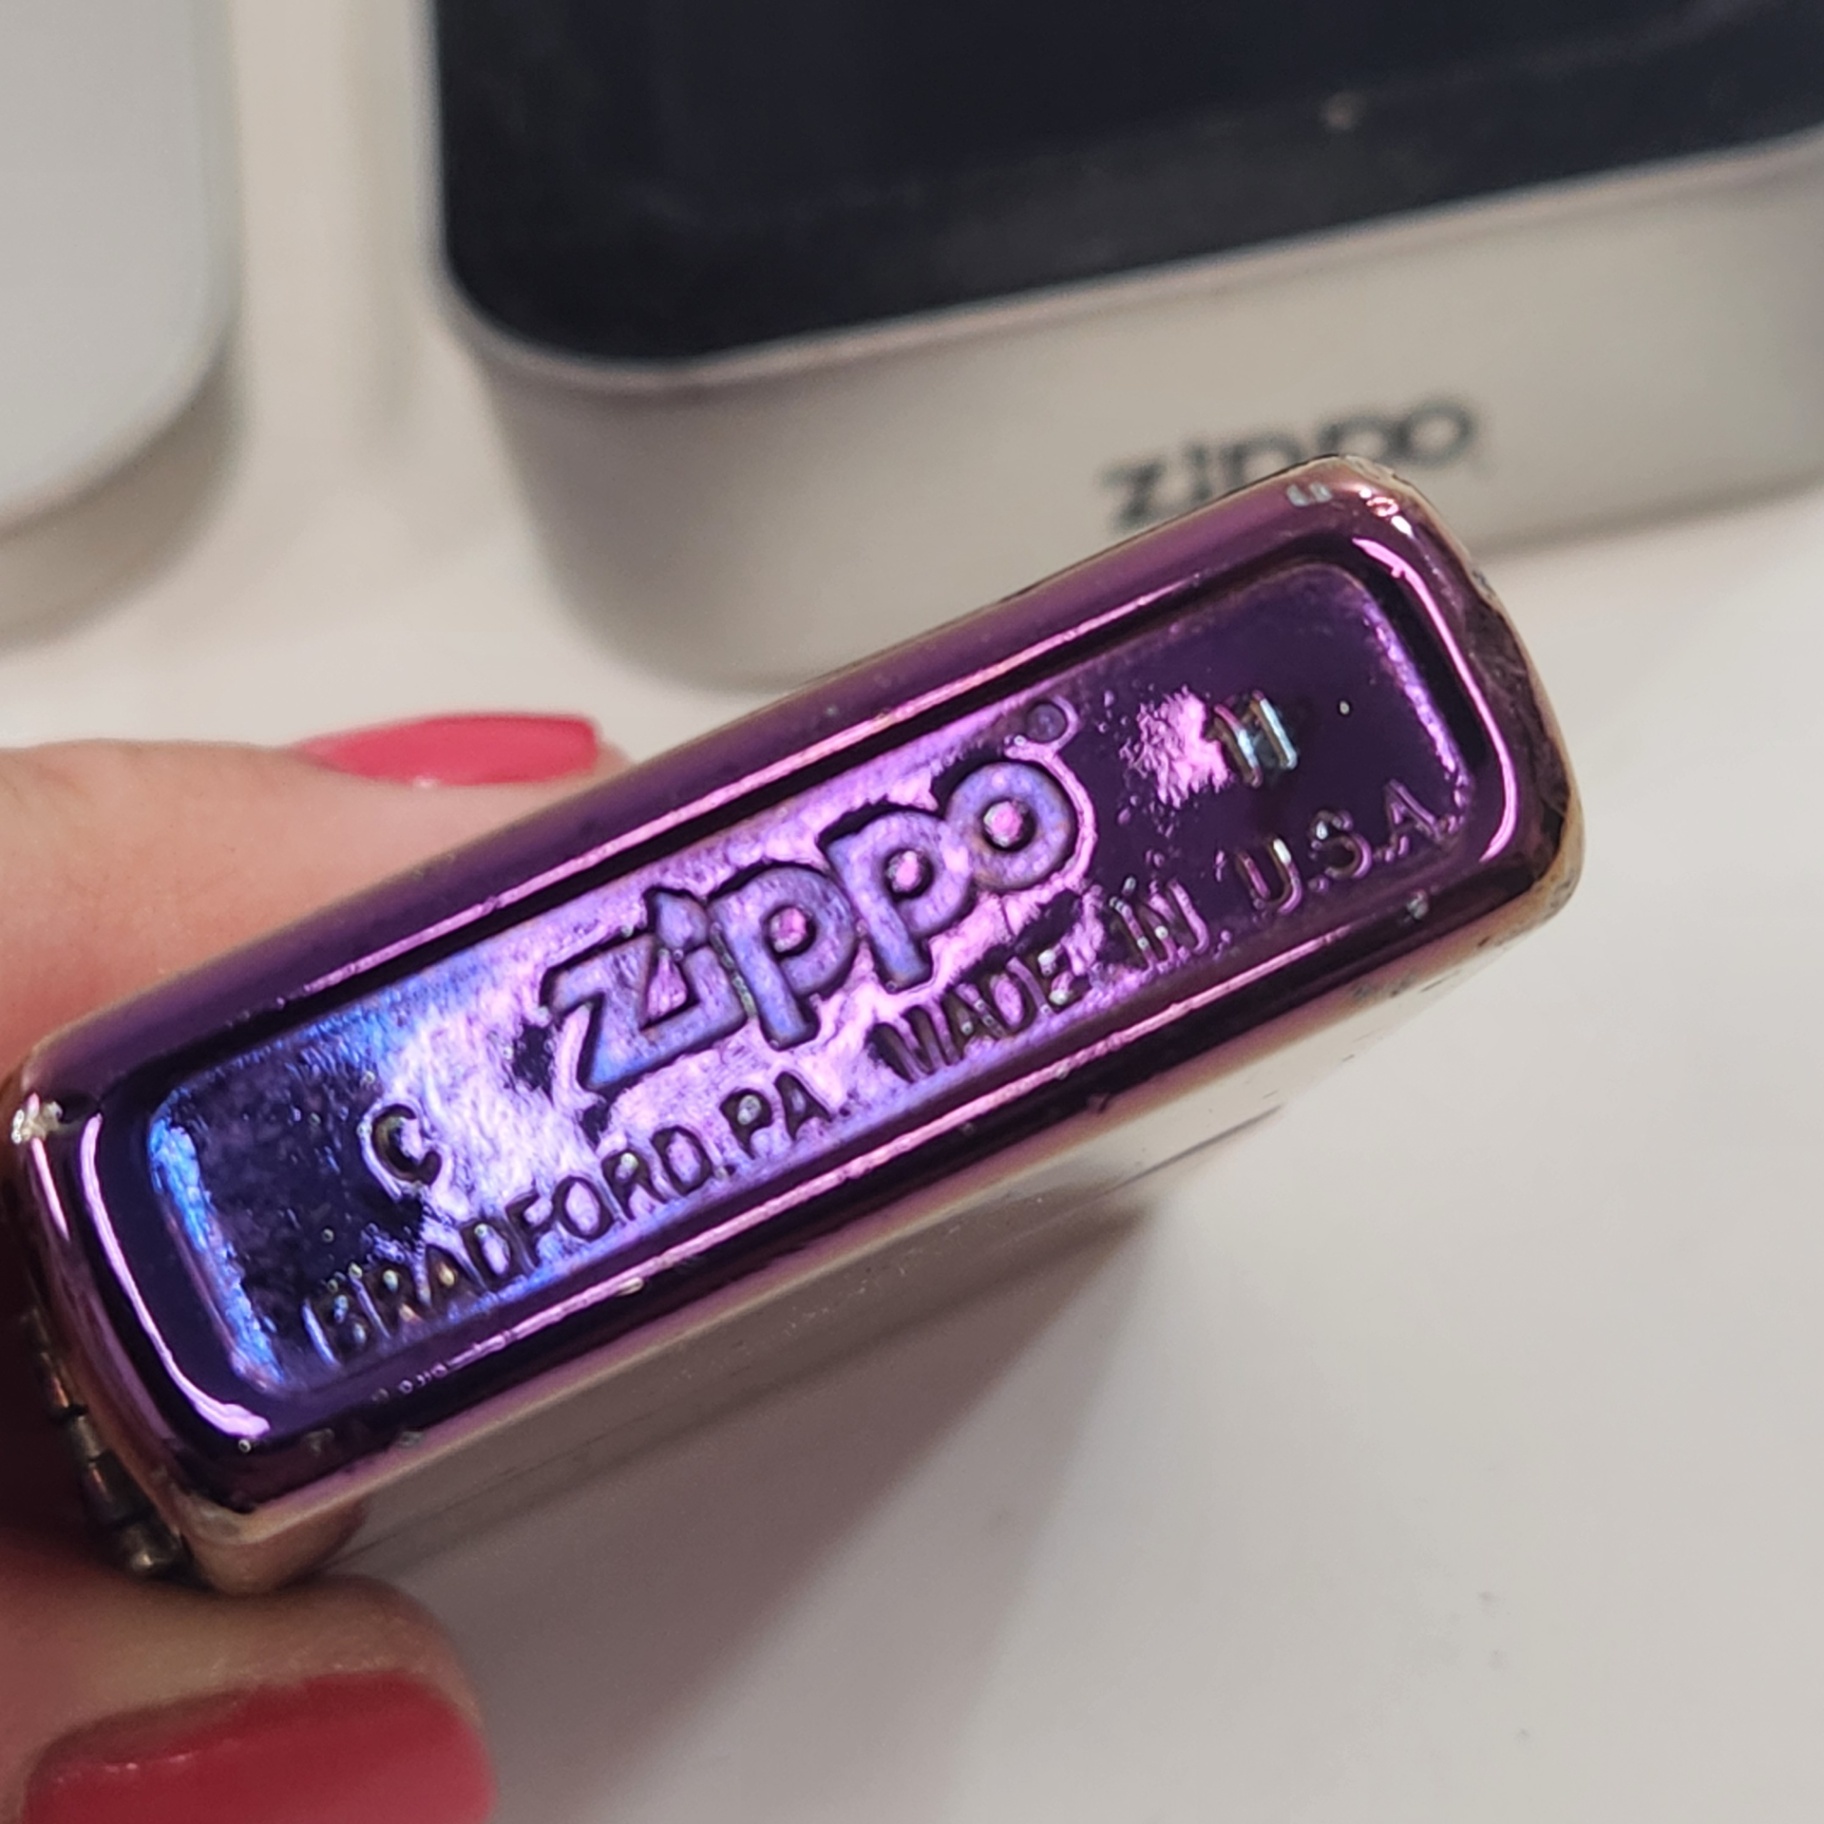 zippo
zippo
C
11
BRADFORD.PA. MADE IN U.S.A.